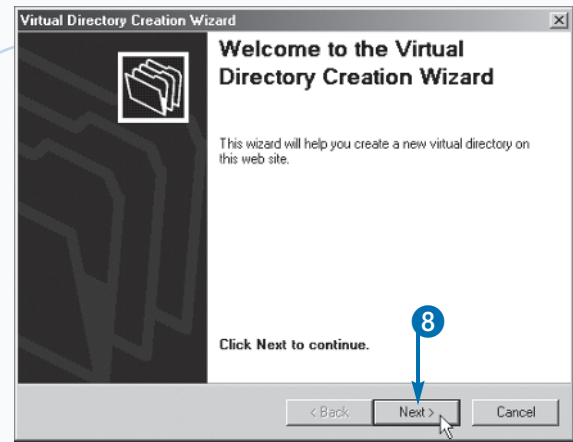 Virtual Directory Creation Wizard
Welcome to the Virtual
Directory Creation Wizard
This wizard will help you create a new virtual directory on
this web site.
8
Click Next to continue.
< Back
Next >
Cancel